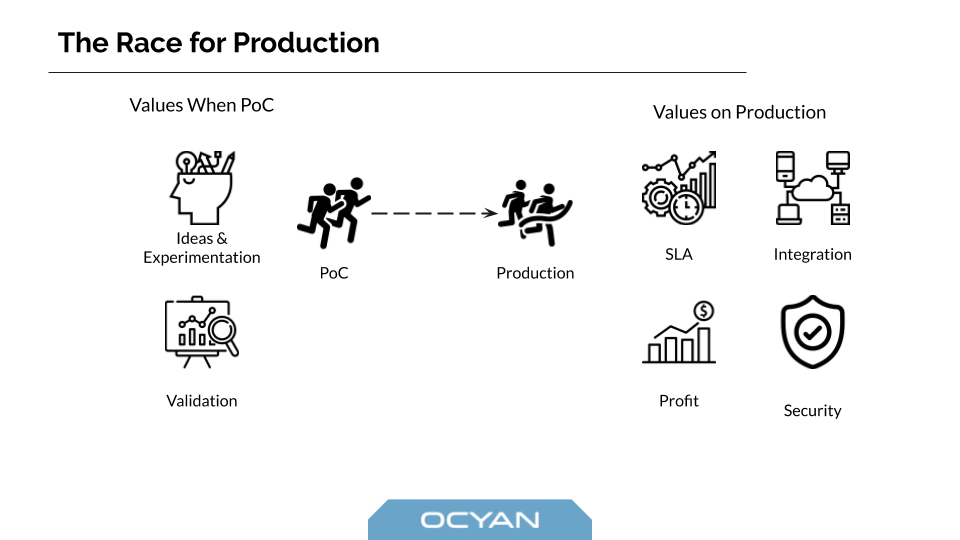 The Race for Production
Values When PoC
Values on Production
Ideas &
Experimentation
PoC
Production
SLA
Integration
$
Validation
Profit
Security
OCYAN